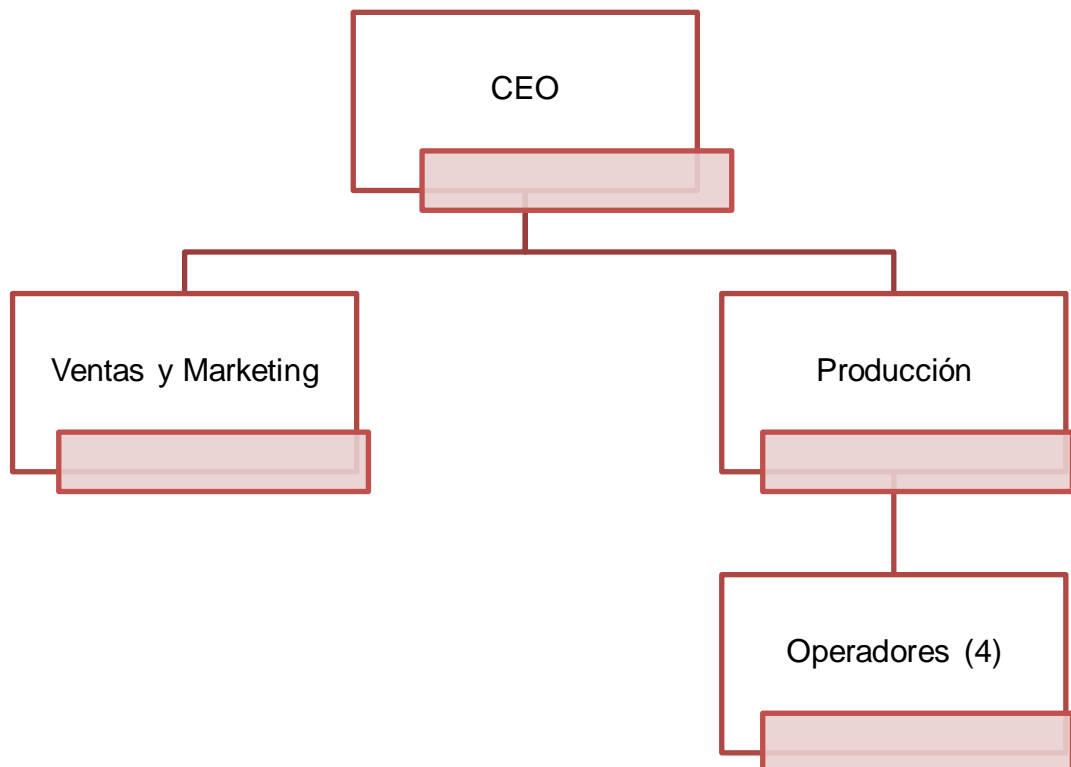 CEO
Ventas y Marketing
Producción
Operadores (4)